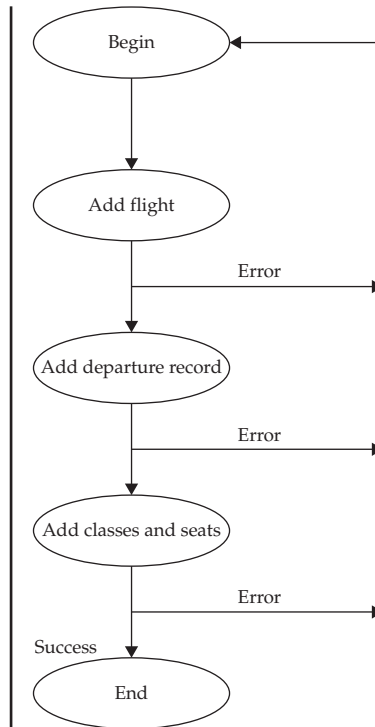 Begin
Add flight
Error
Add departure record
Error
Add classes and seats
Error
Success
End